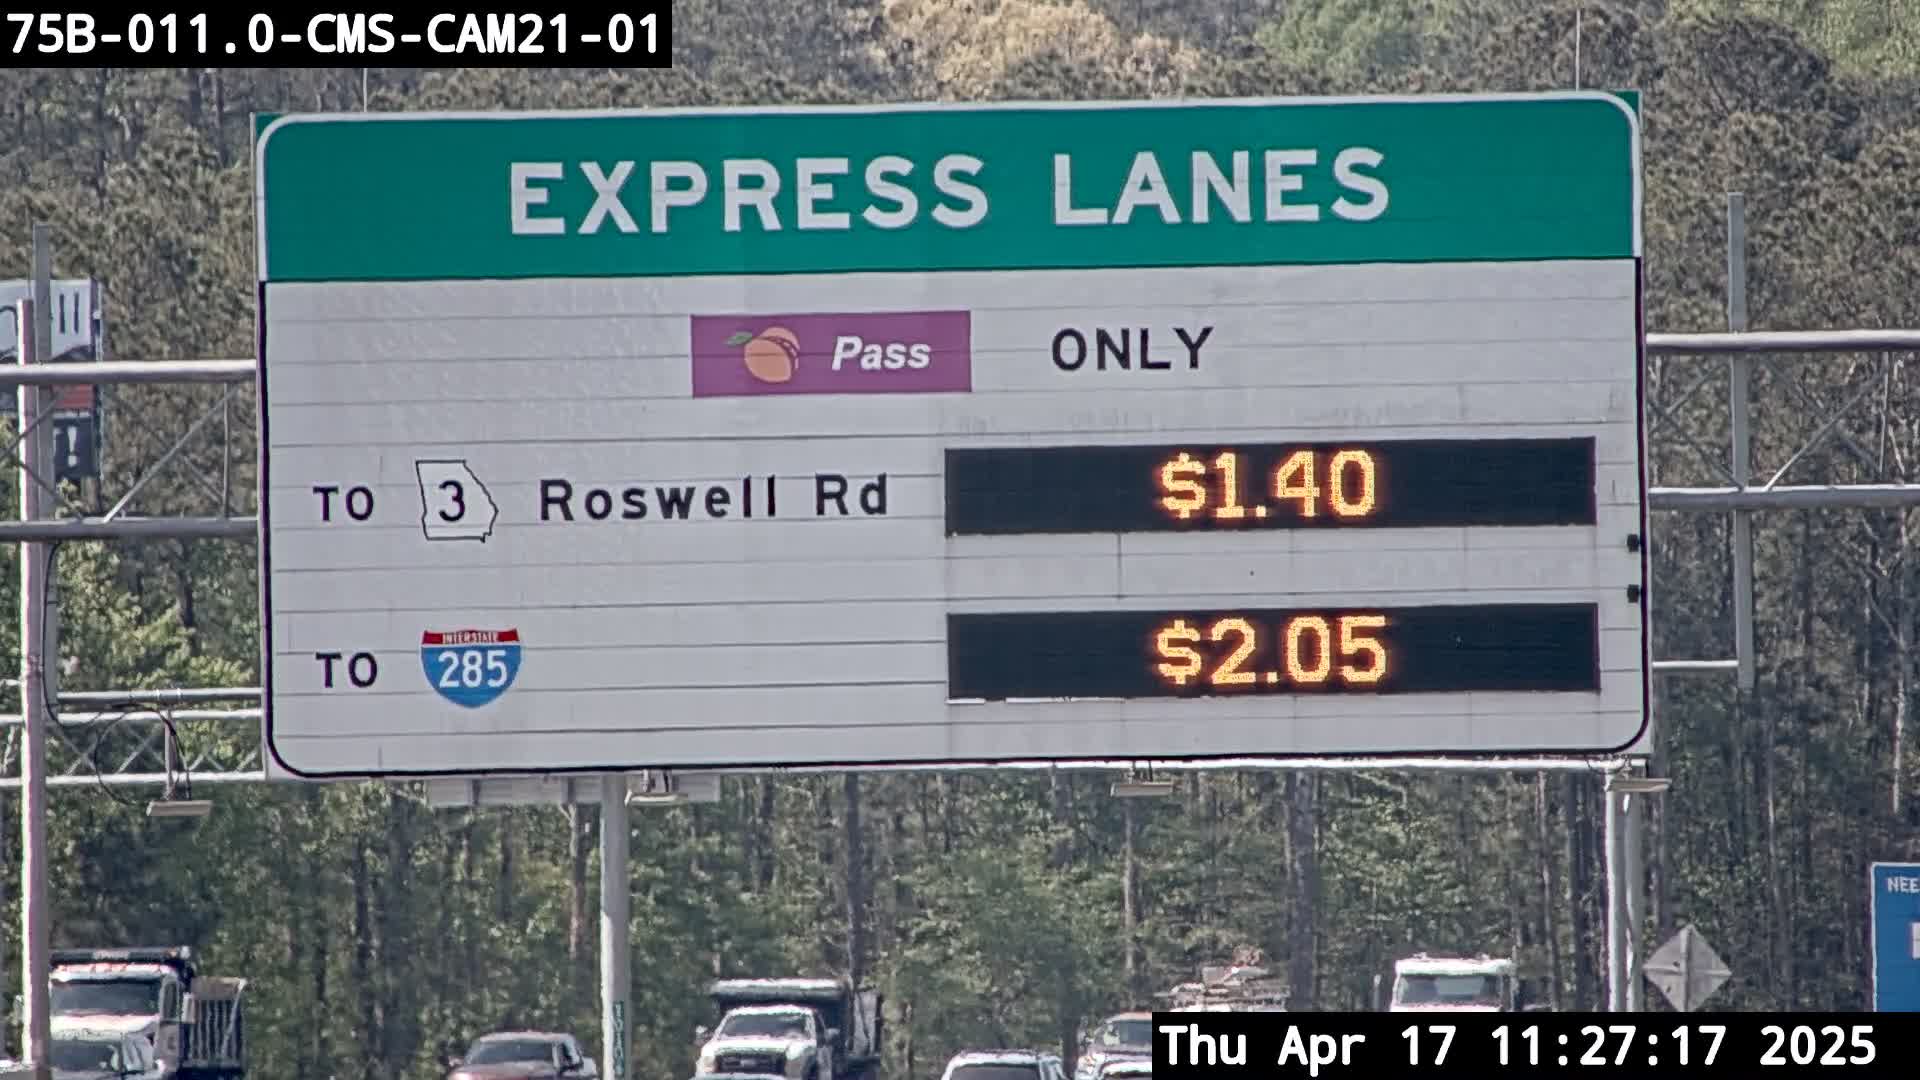 75B-011.0-CMS-CAM21-01
EXPRESS LANES
Pass ONLY
TO 3 Roswell Rd $1.40
TO INTERSTATE 285 $2.05
Thu Apr 17 11:27:17 2025